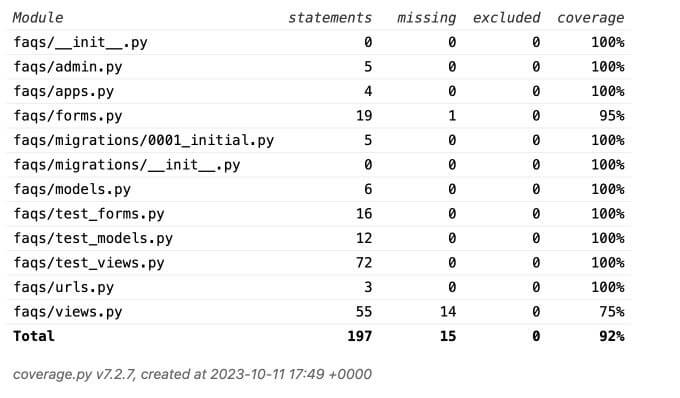 Module statements missing excluded coverage
faqs/__init__.py 0 0 0 100%
faqs/admin.py 5 0 0 100%
faqs/apps.py 4 0 0 100%
faqs/forms.py 19 1 0 95%
faqs/migrations/0001_initial.py 5 0 0 100%
faqs/migrations/__init__.py 0 0 0 100%
faqs/models.py 6 0 0 100%
faqs/test_forms.py 16 0 0 100%
faqs/test_models.py 12 0 0 100%
faqs/test_views.py 72 0 0 100%
faqs/urls.py 3 0 0 100%
faqs/views.py 55 14 0 75%
Total 197 15 0 92%
coverage.py v7.2.7, created at 2023-10-11 17:49 +0000